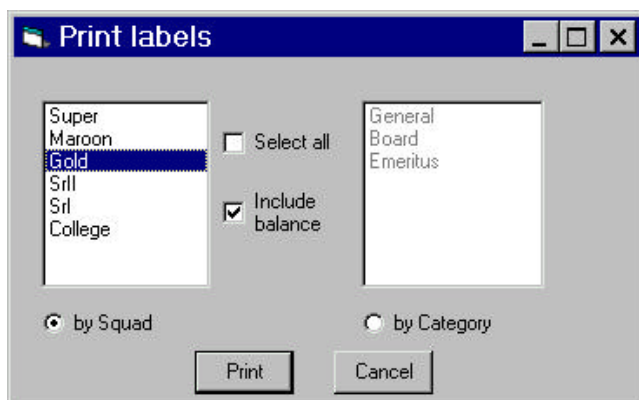 Print labels
Super
Maroon
Gold
SrII
SrI
College
Select all
Include
balance
General
Board
Emeritus
by Squad
by Category
Print
Cancel